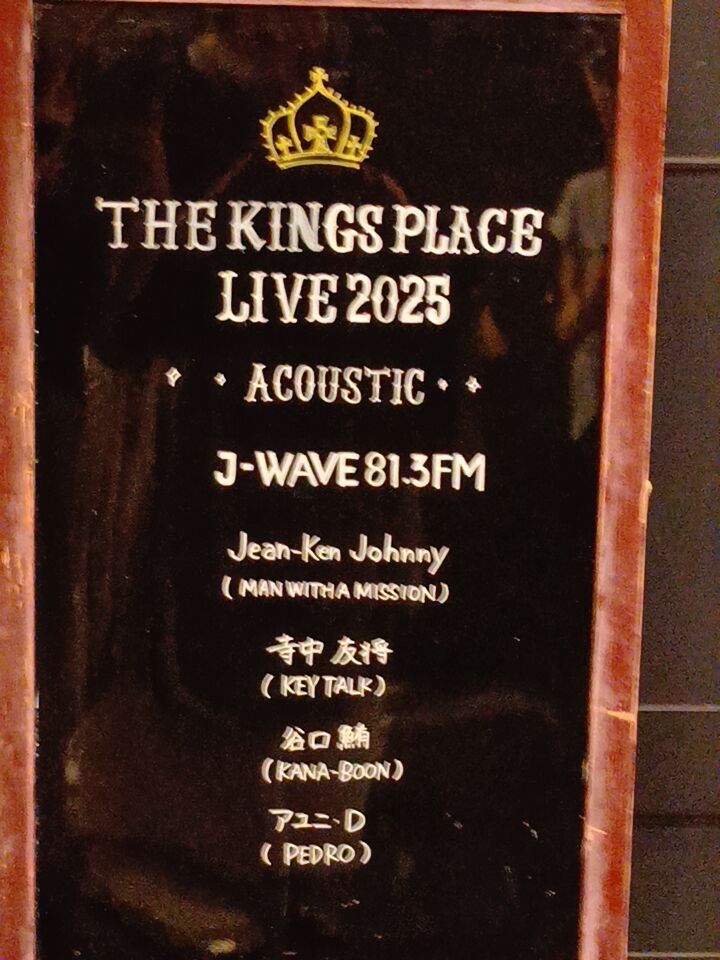 THE KINGS PLACE
LIVE 2025
ACOUSTIC
J-WAVE 81.3FM
Jean-Ken Johnny
( MAN WITH A MISSION )
寺中 友将
( KEYTALK )
谷口 鮪
( KANA-BOON )
アユニ・D
( PEDRO )